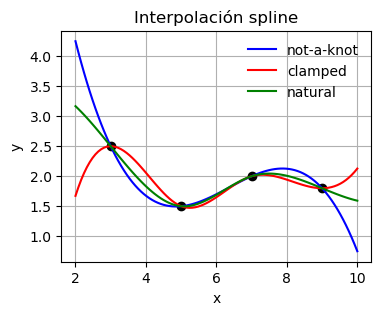 Interpolación spline
not-a-knot
clamped
natural
y
4.0
3.5
3.0
2.5
2.0
1.5
1.0
2 4 6 8 10
x